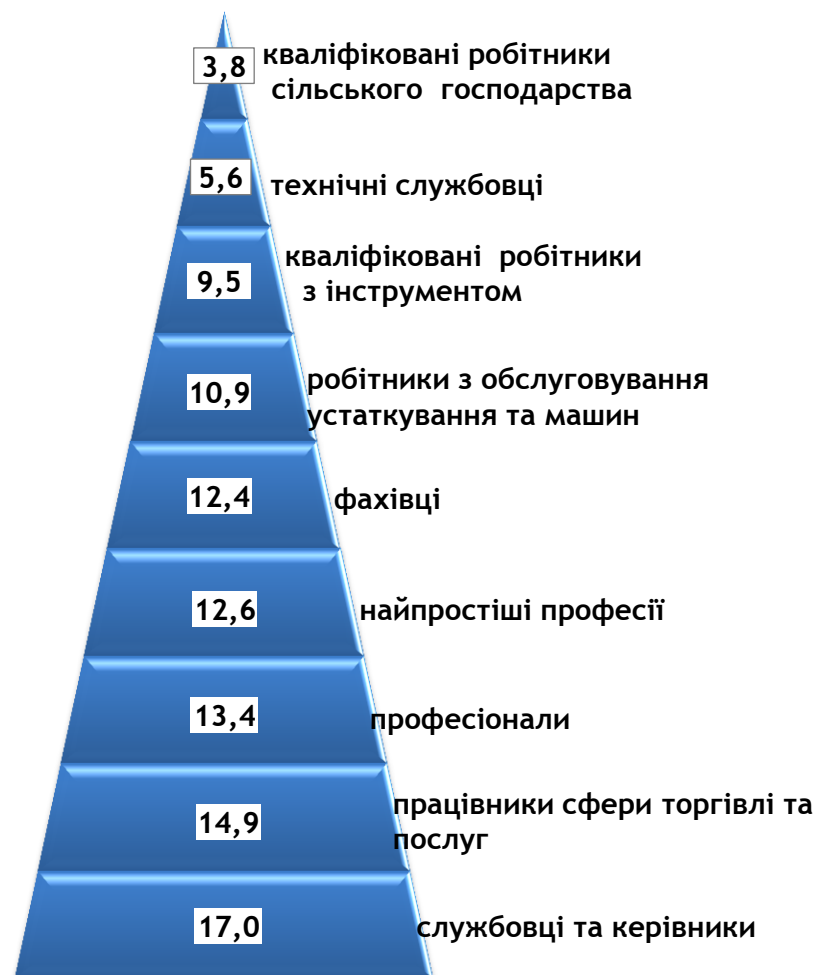 3,8
кваліфіковані робітники
сільського господарства
5,6
технічні службовці
9,5
кваліфіковані робітники
з інструментом
10,9
робітники з обслуговування
устаткування та машин
12,4
фахівці
12,6
найпростіші професії
13,4
професіонали
14,9
працівники сфери торгівлі та
послуг
17,0
службовці та керівники